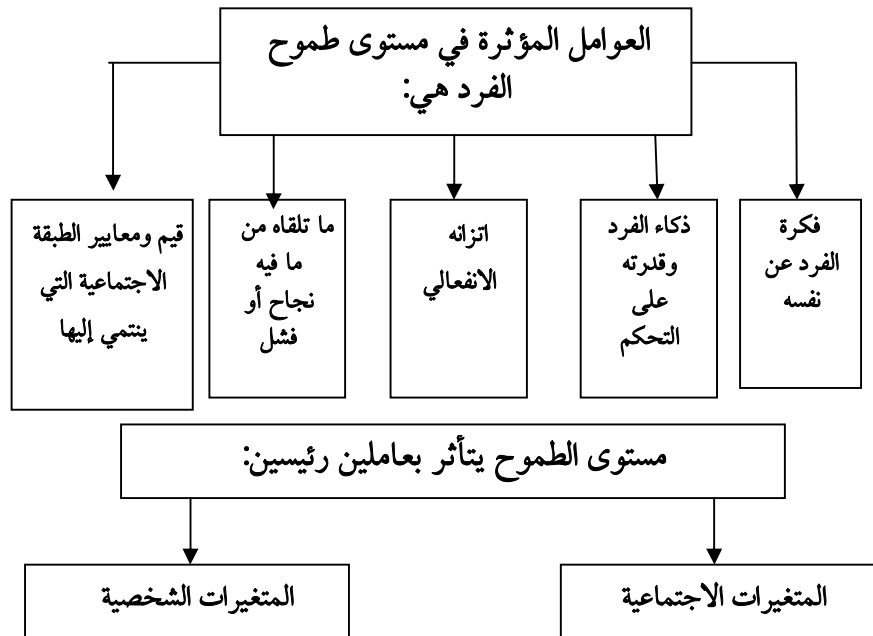 العوامل المؤثرة في مستوى طموح
الفرد هي:
فكرة
الفرد عن
نفسه
ذكاء الفرد
وقدرته
على
التحكم
اتزانه
الانفعالي
ما تلقاه من
ما فيه
نجاح أو
فشل
قيم ومعايير الطبقة
الاجتماعية التي
ينتمي إليها
مستوى الطموح يتأثر بعاملين رئيسين:
المتغيرات الاجتماعية
المتغيرات الشخصية